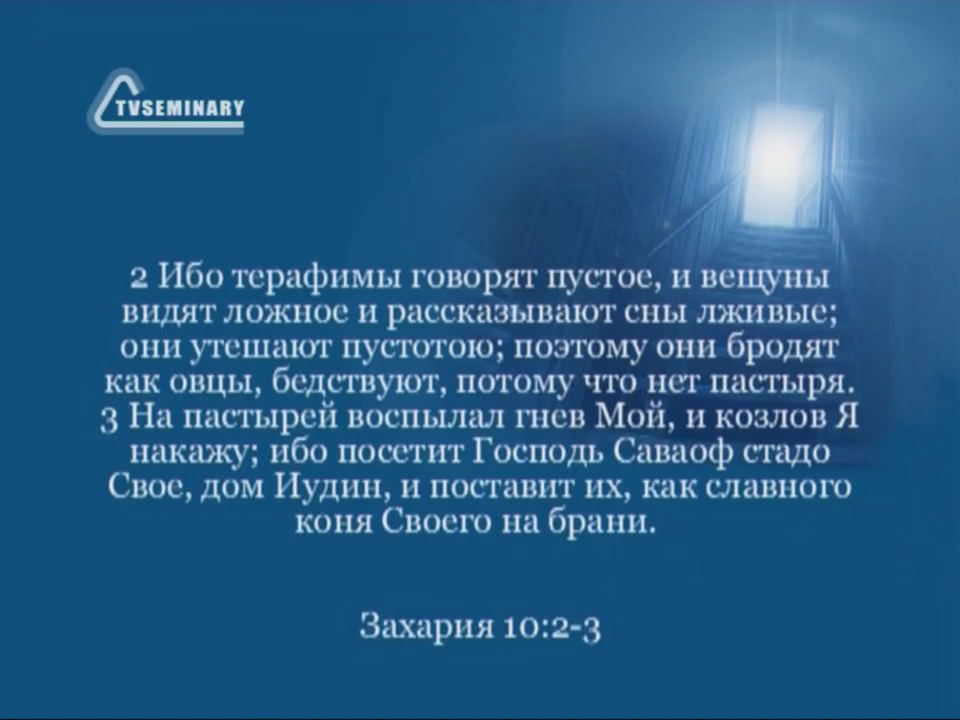 TVSEMINARY
2 Ибо терафимы говорят пустое, и вещуны
видят ложное и рассказывают сны лживые;
они утешают пустотою; поэтому они бродят
как овцы, бедствуют, потому что нет пастыря.
3 На пастырей воспылал гнев Мой, и козлов Я
накажу; ибо посетит Господь Саваоф стадо
Свое, дом Иудин, и поставит их, как славного
коня Своего на брани.
Захария 10:2-3